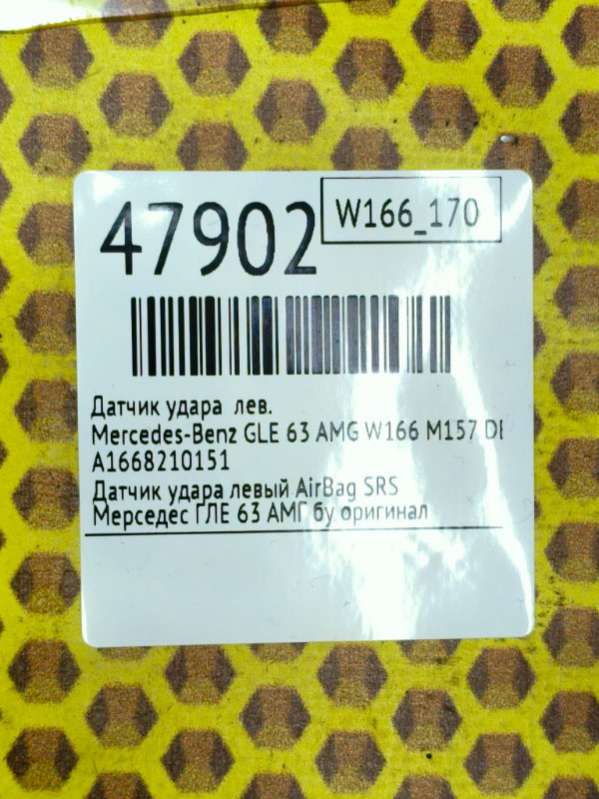 47902
W166_170
Датчик удара лев.
Mercedes-Benz GLE 63 AMG W166 M157
A1668210151
Датчик удара левый AirBag SRS
Мерседес ГЛЕ 63 АМГ бу оригинал